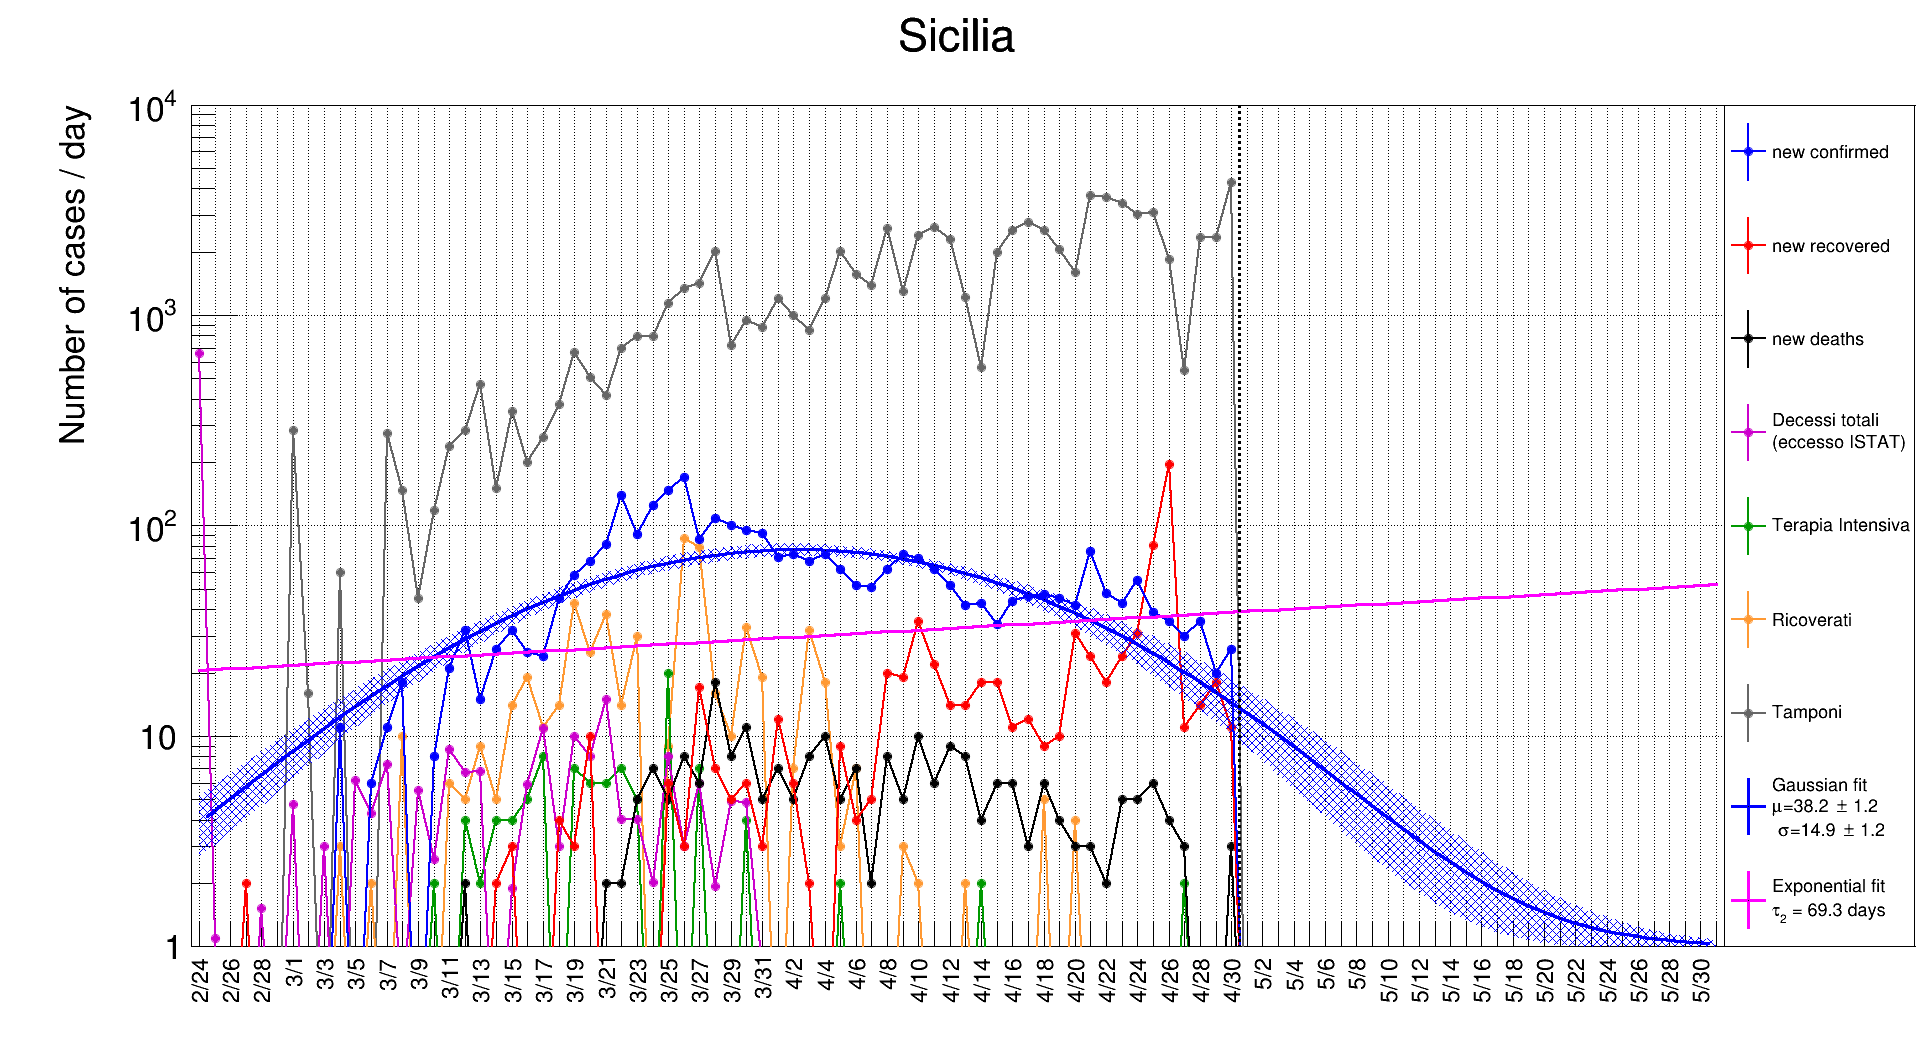 Sicilia
Number of cases / day
10^4
10^3
10^2
10
1
2/24 2/26 2/28 3/1 3/3 3/5 3/7 3/9 3/11 3/13 3/15 3/17 3/19 3/21 3/23 3/25 3/27 3/29 3/31 4/2 4/4 4/6 4/8 4/10 4/12 4/14 4/16 4/18 4/20 4/22 4/24 4/26 4/28 4/30 5/2 5/4 5/6 5/8 5/10 5/12 5/14 5/16 5/18 5/20 5/22 5/24 5/26 5/28 5/30
new confirmed
new recovered
new deaths
Decessi totali
(eccesso ISTAT)
Terapia Intensiva
Ricoverati
Tamponi
Gaussian fit
μ=38.2 ± 1.2
σ=14.9 ± 1.2
Exponential fit
τ₂ = 69.3 days